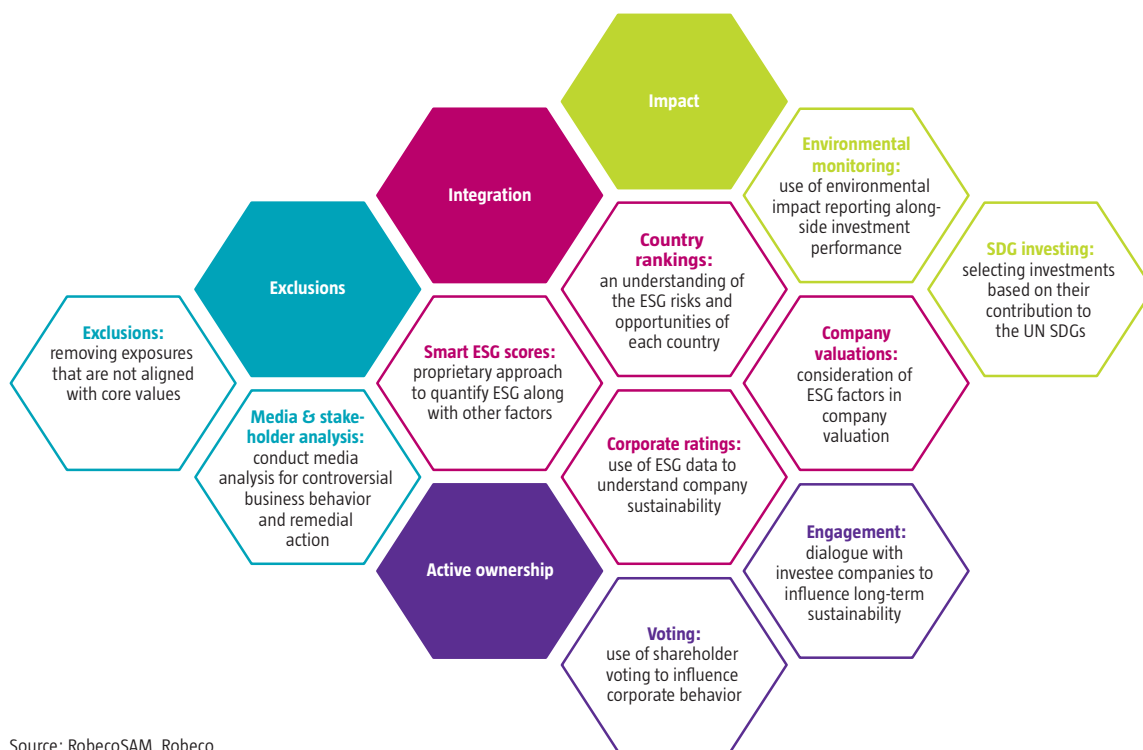 Impact
Environmental
monitoring:
use of environmental
impact reporting along-
side investment
performance
Integration
Country
rankings:
an understanding of
the ESG risks and
opportunities of
each country
SDG investing:
selecting investments
based on their
contribution to
the UN SDGs
Exclusions
Exclusions:
removing exposures
that are not aligned
with core values
Smart ESG scores:
proprietary approach
to quantify ESG along
with other factors
Company
valuations:
consideration of
ESG factors in
company
valuation
Media & stake-
holder analysis:
conduct media
analysis for controversial
business behavior
and remedial
action
Corporate ratings:
use of ESG data to
understand company
sustainability
Active ownership
Engagement:
dialogue with
investee companies to
influence long-term
sustainability
Voting:
use of shareholder
voting to influence
corporate behavior
Source: RobecoSAM, Robeco